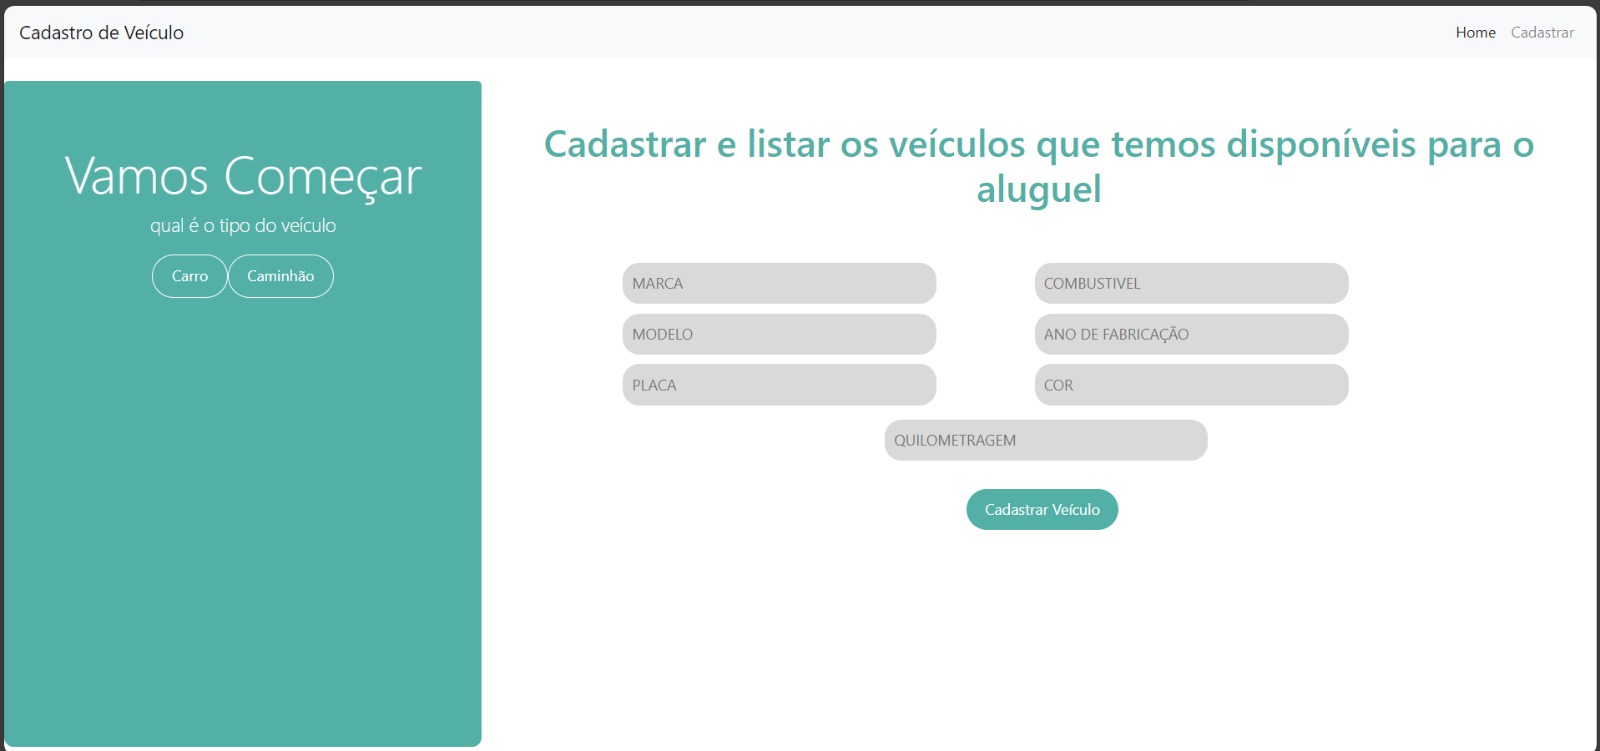 Cadastro de Veículo
Home
Cadastrar
Vamos Começar
qual é o tipo do veículo
Carro
Caminhão
Cadastrar e listar os veículos que temos disponíveis para o
aluguel
MARCA
COMBUSTIVEL
MODELO
ANO DE FABRICAÇÃO
PLACA
COR
QUILOMETRAGEM
Cadastrar Veículo